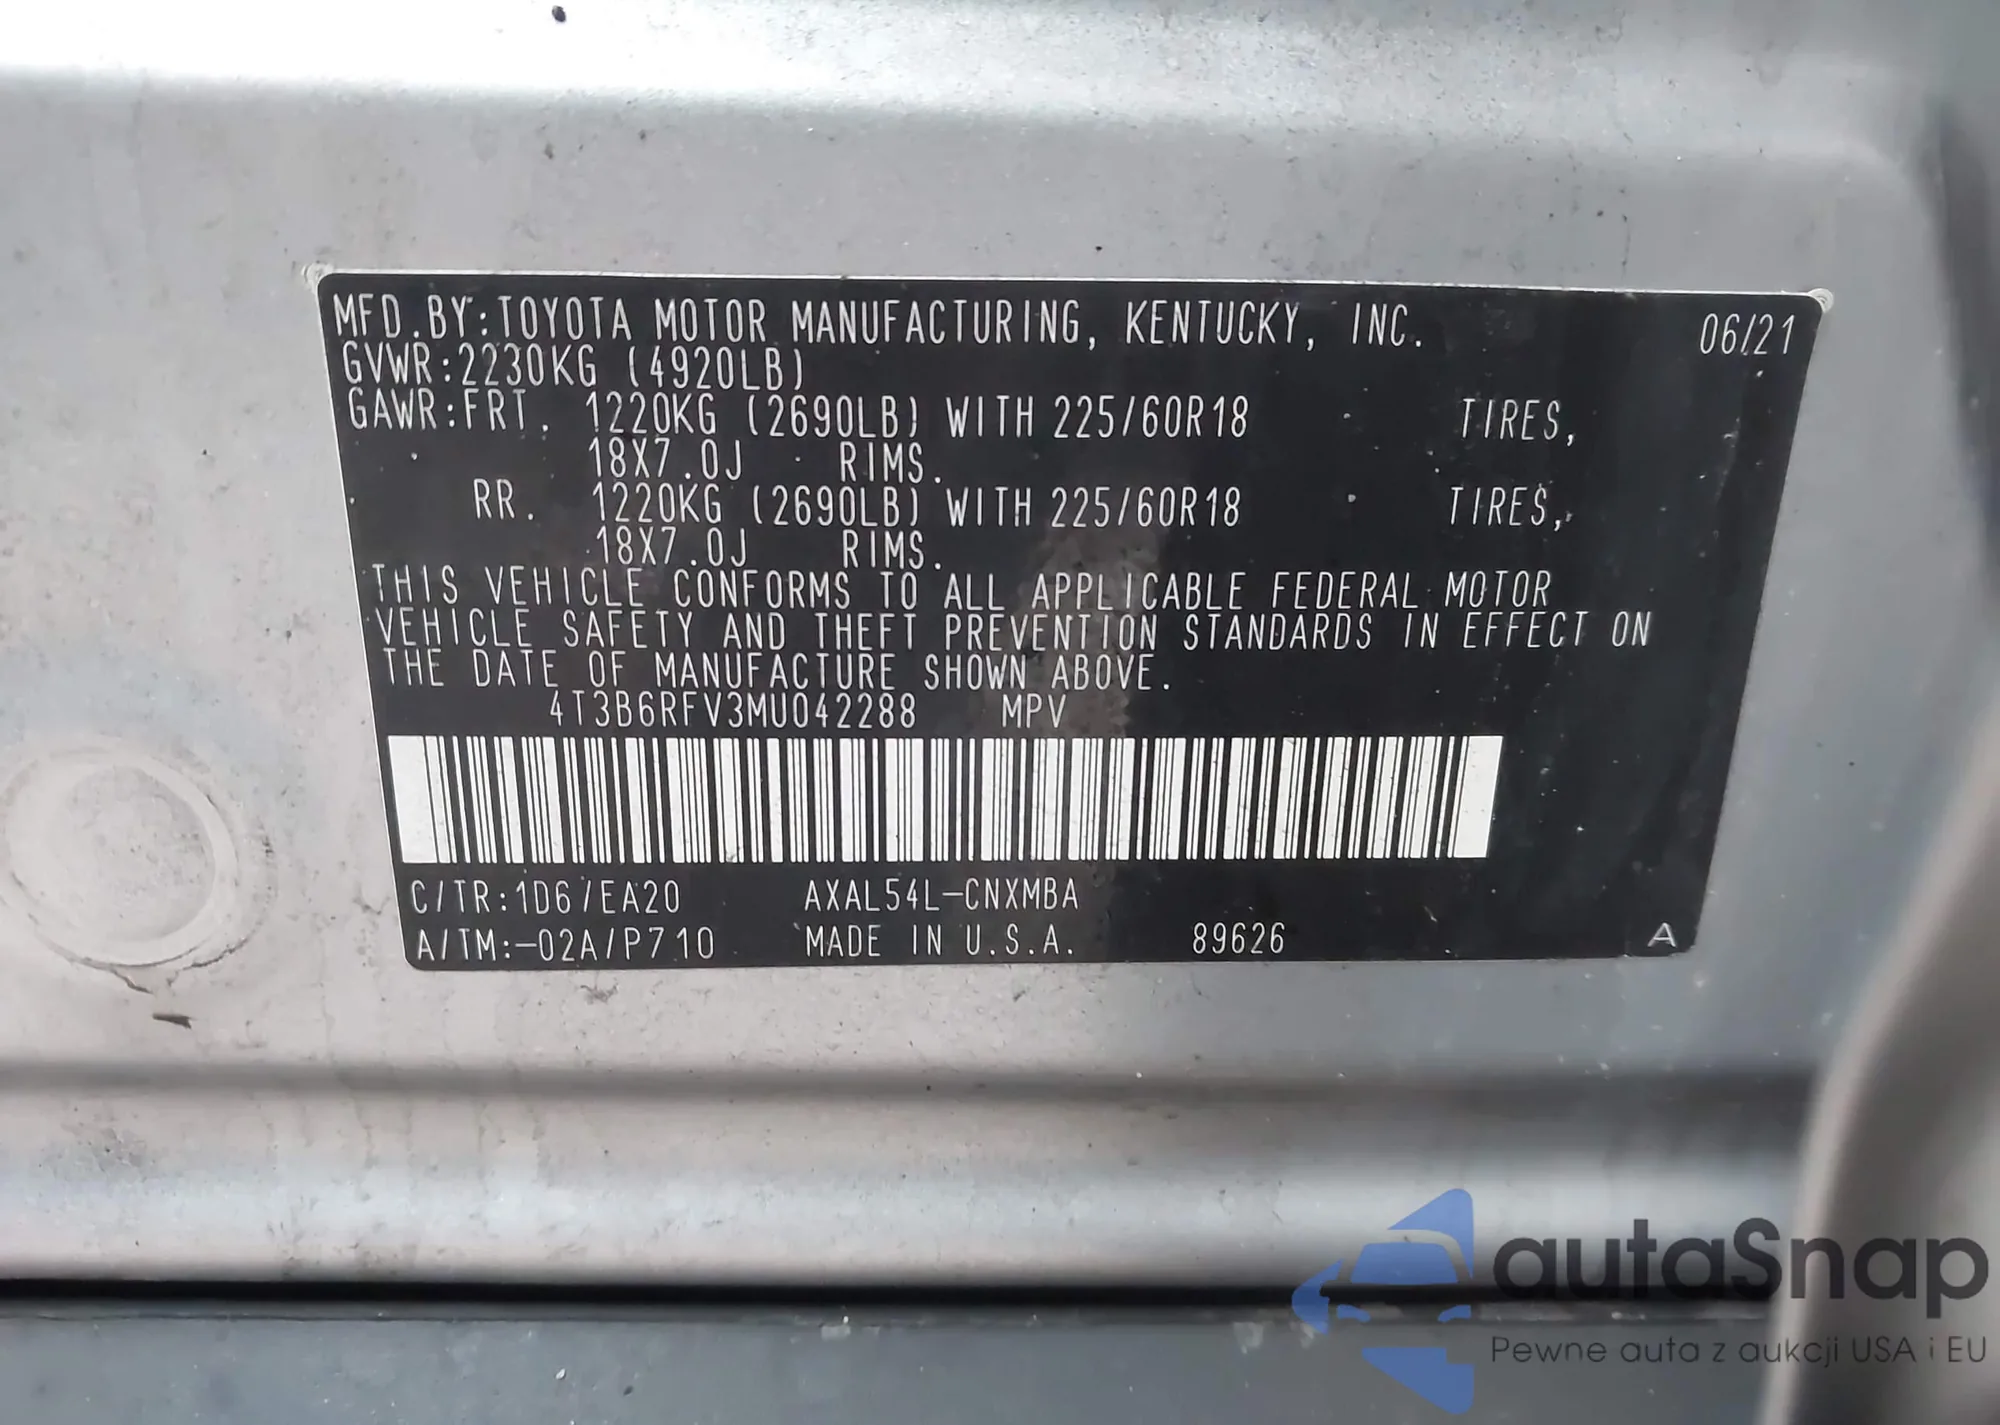 MFD.BY:TOYOTA MOTOR MANUFACTURING, KENTUCKY, INC. 06/21
GVWR:2230KG (4920LB)
GAWR:FRT. 1220KG (2690LB) WITH 225/60R18 TIRES,
18X7.0J RIMS.
RR. 1220KG (2690LB) WITH 225/60R18 TIRES,
18X7.0J RIMS.
THIS VEHICLE CONFORMS TO ALL APPLICABLE FEDERAL MOTOR
VEHICLE SAFETY AND THEFT PREVENTION STANDARDS IN EFFECT ON
THE DATE OF MANUFACTURE SHOWN ABOVE.
4T3B6RFV3MU042288 MPV
C/TR:1D6/EA20 AXAL54L-CNXMBA
A/TM:-02A/P710 MADE IN U.S.A. 89626 A
autaSnap
Pewne auta z aukcji USA i EU